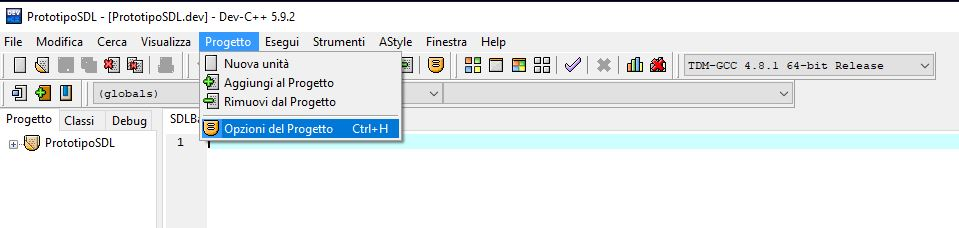 PrototipoSDL - [PrototipoSDL.dev] - Dev-C++ 5.9.2
File Modifica Cerca Visualizza Progetto Esegui Strumenti AStyle Finestra Help
Nuova unità
Aggiungi al Progetto
Rimuovi dal Progetto
Opzioni del Progetto Ctrl+H
TDM-GCC 4.8.1 64-bit Release
(globals)
Progetto Classi Debug
SDLBa
PrototipoSDL
1